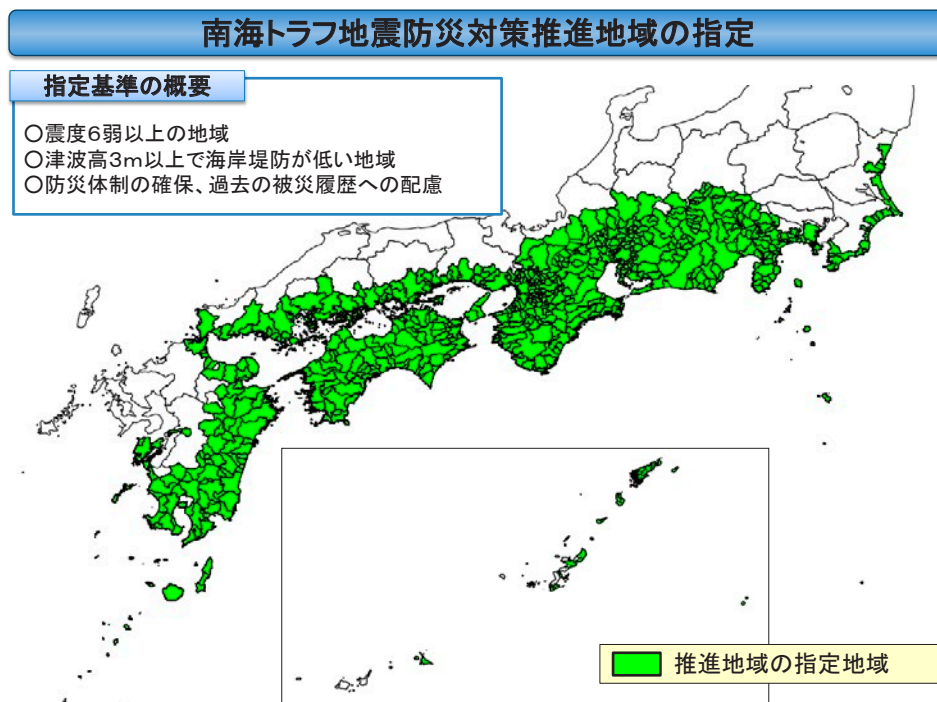 南海トラフ地震防災対策推進地域の指定
指定基準の概要
○震度6弱以上の地域
○津波高3m以上で海岸堤防が低い地域
○防災体制の確保、過去の被災履歴への配慮
推進地域の指定地域